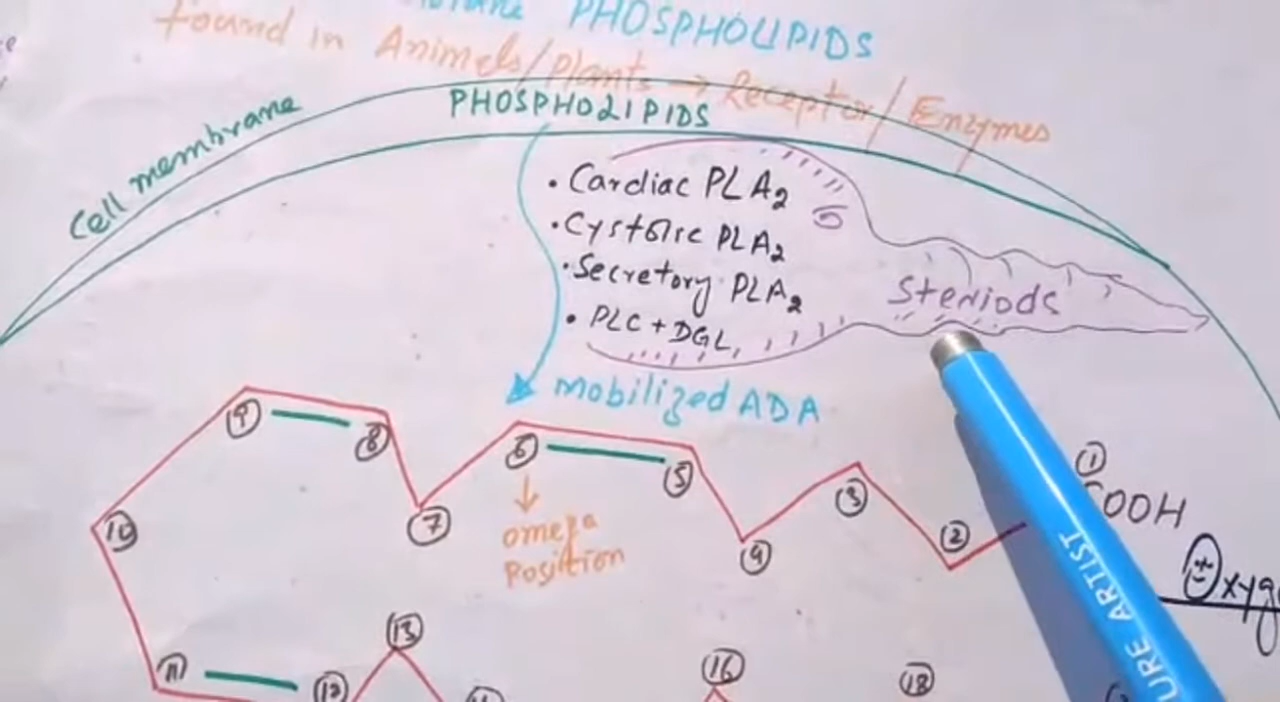 PHOSPHOLIPIDS
found in Animals/Plants → Receptor/Enzymes
PHOSPHOLIPIDS
Cell membrane
• Cardiac PLA2
• Cystolic PLA2
• Secretory PLA2
• PLC + DGL
Steriods
mobilized ADA
9 8 6 5 3 1
COOH
10 7 4 2
omega
position
Oxyg
11 12 13 16 18
URE ARTIST